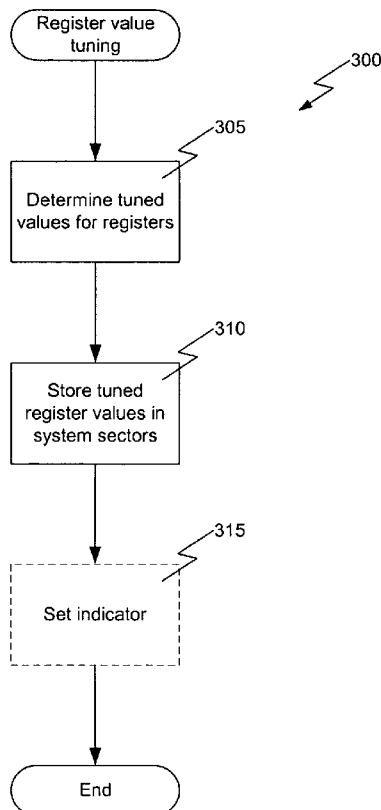 Register value
tuning
300
305
Determine tuned
values for registers
310
Store tuned
register values in
system sectors
315
Set indicator
End